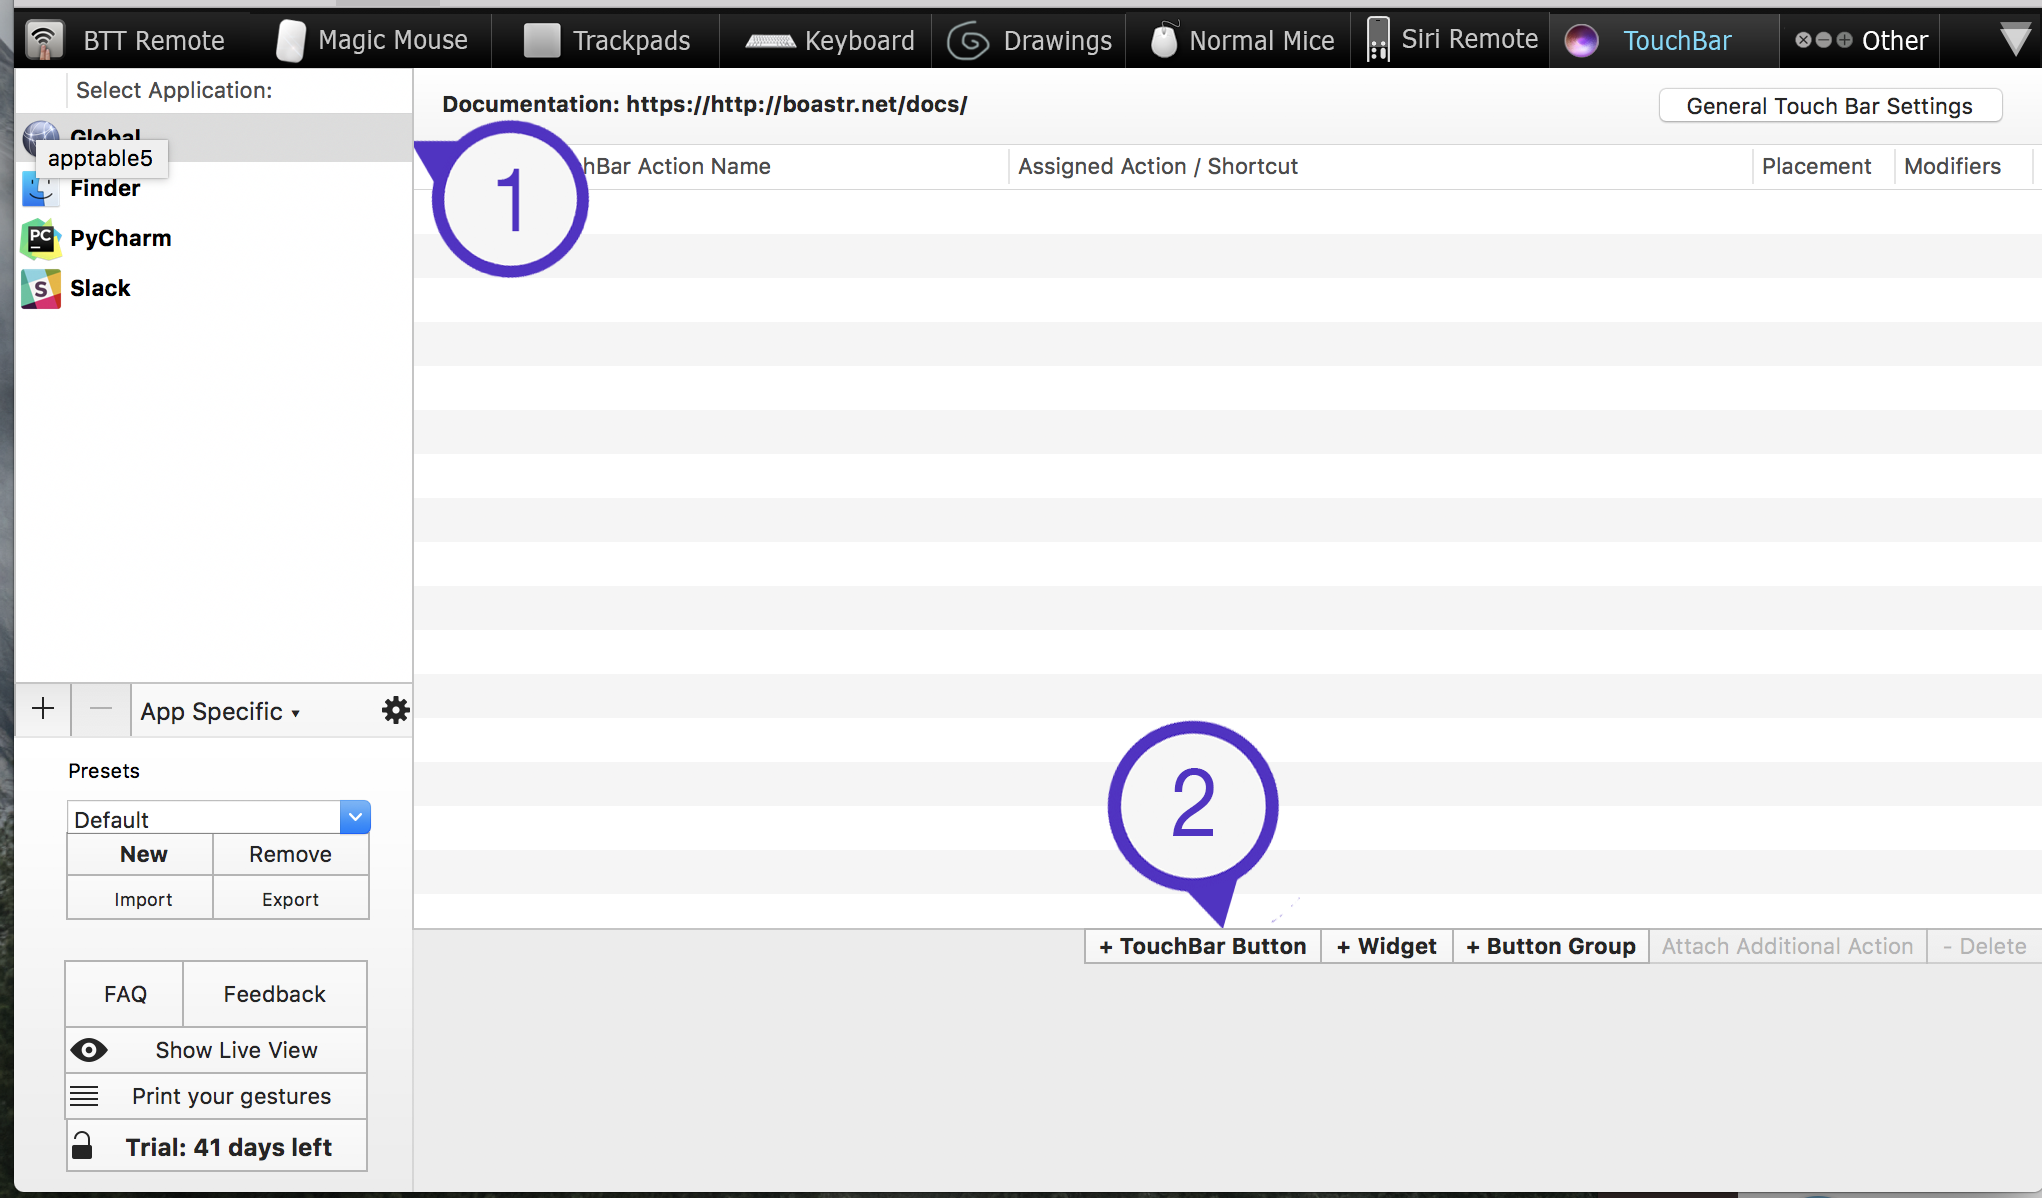 BTT Remote
Magic Mouse
Trackpads
Keyboard
Drawings
Normal Mice
Siri Remote
TouchBar
Other
Select Application:
Documentation: https://http://boastr.net/docs/
General Touch Bar Settings
Global
apptable5
1
hBar Action Name
Assigned Action / Shortcut
Placement
Modifiers
Finder
PC PyCharm
S Slack
+ − App Specific ▾
Presets
Default
New
Remove
Import
Export
2
+ TouchBar Button
+ Widget
+ Button Group
Attach Additional Action
- Delete
FAQ
Feedback
Show Live View
Print your gestures
Trial: 41 days left